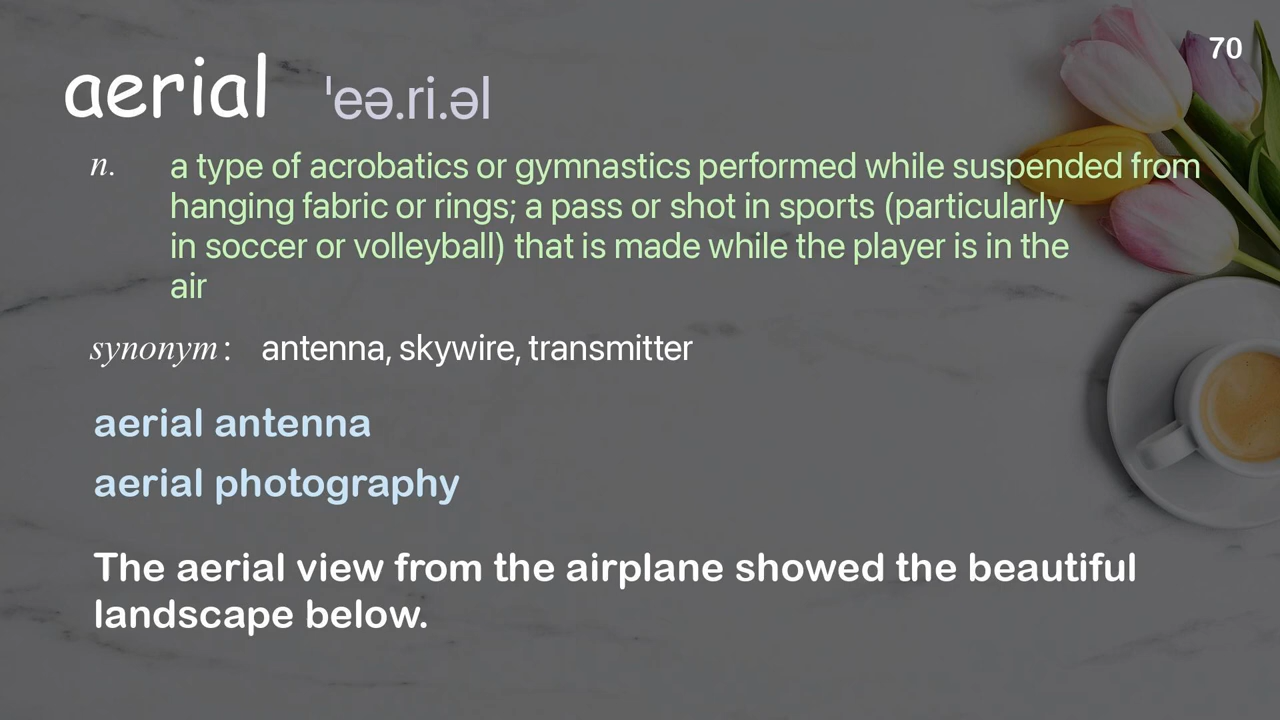 70
aerial ˈeə.ri.əl
n. a type of acrobatics or gymnastics performed while suspended from
hanging fabric or rings; a pass or shot in sports (particularly
in soccer or volleyball) that is made while the player is in the
air
synonym: antenna, skywire, transmitter
aerial antenna
aerial photography
The aerial view from the airplane showed the beautiful
landscape below.